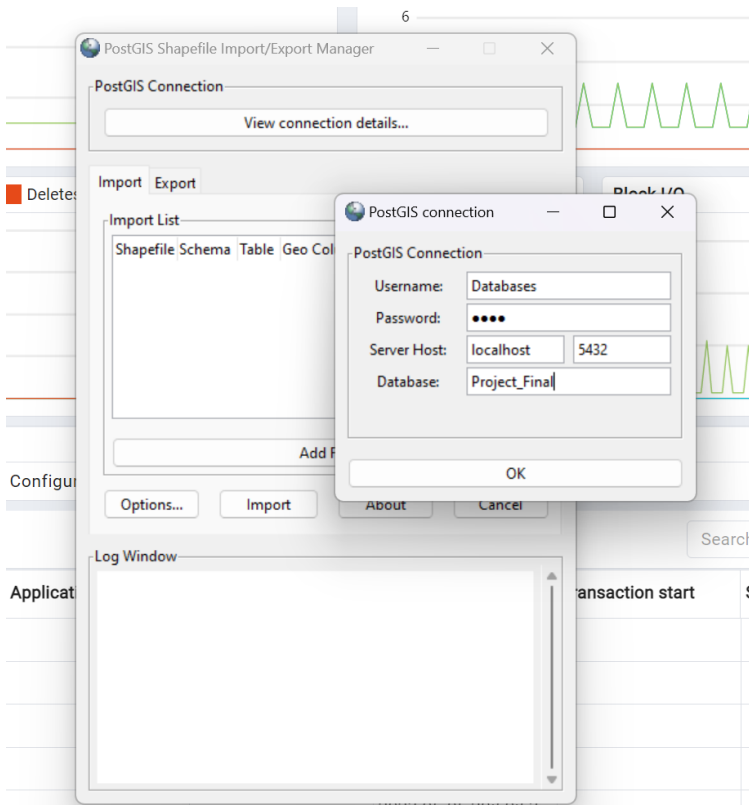 6
PostGIS Shapefile Import/Export Manager
PostGIS Connection
View connection details...
Import Export
Deletes
Block I/O
Import List
PostGIS connection
Shapefile Schema Table Geo Col
PostGIS Connection
Username: Databases
Password: ●●●●
Server Host: localhost 5432
Database: Project_Final
Add F
OK
Configur
Options... Import About Cancel
Search
Log Window
Applicati
ransaction start